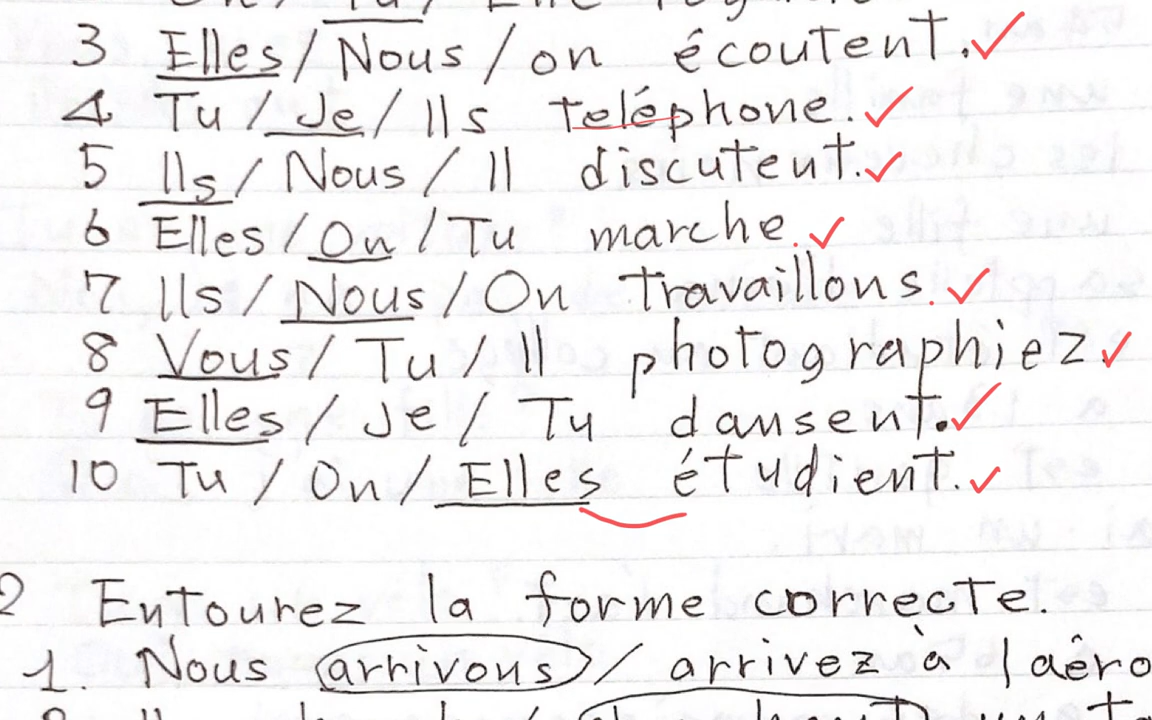 3 Elles / Nous / on écoutent.
4 Tu / Je / Ils teléphone.
5 Ils / Nous / Il discutent.
6 Elles / On / Tu marche.
7 Ils / Nous / On travaillons.
8 Vous / Tu / Il photographiez
9 Elles / Je / Tu dansent.
10 Tu / On / Elles étudient.
2 Entourez la forme correcte.
1. Nous arrivons / arrivez à l'aéro